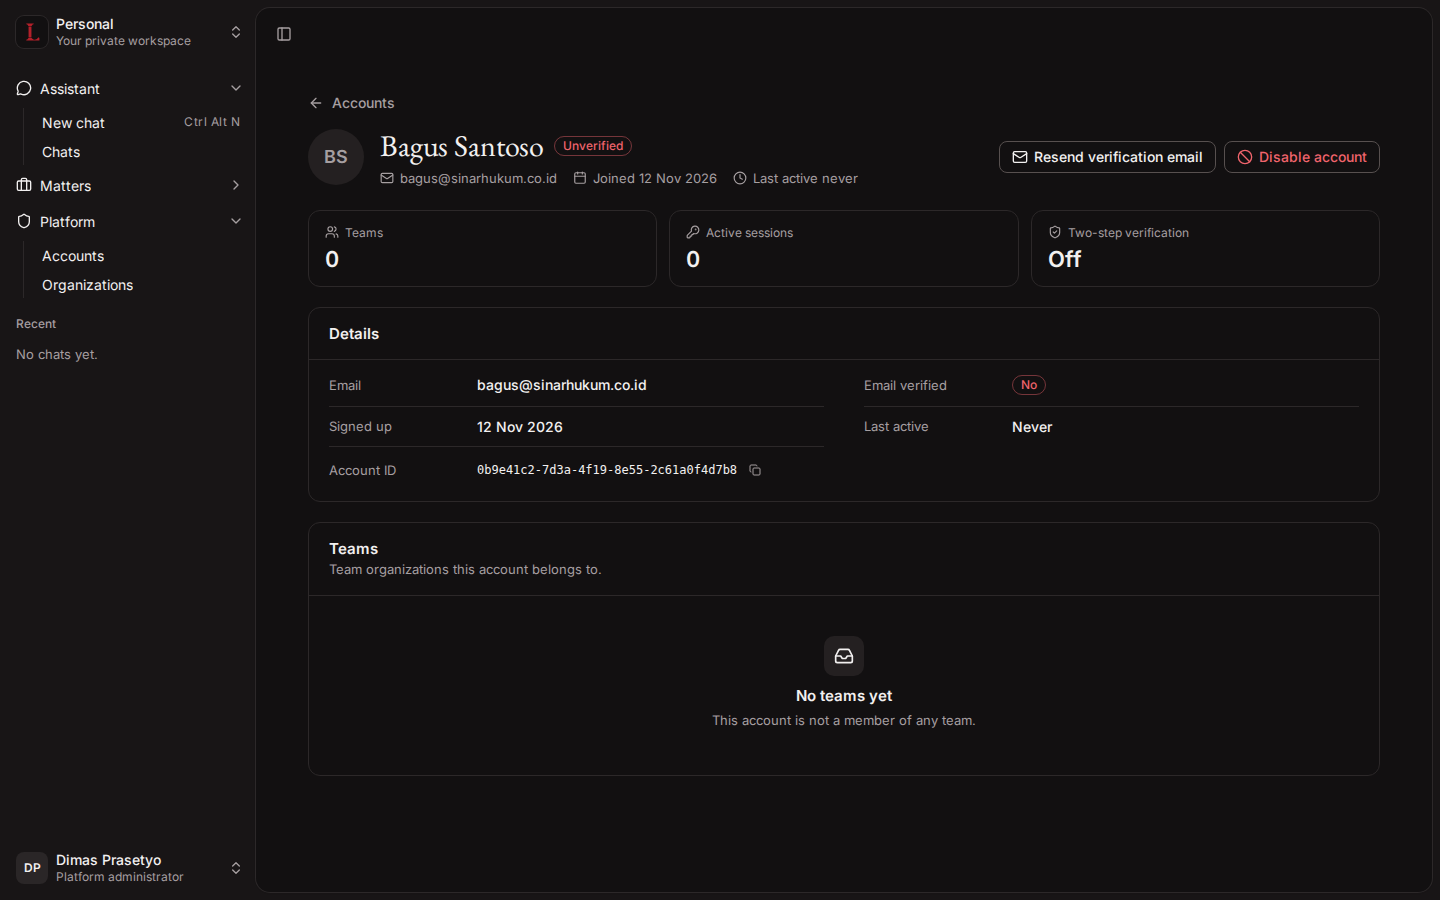 L
Personal
Your private workspace
Assistant
New chat
Ctrl Alt N
Chats
Matters
Platform
Accounts
Organizations
Recent
No chats yet.
DP
Dimas Prasetyo
Platform administrator
Accounts
BS
Bagus Santoso
Unverified
bagus@sinarhukum.co.id
Joined 12 Nov 2026
Last active never
Resend verification email
Disable account
Teams
0
Active sessions
0
Two-step verification
Off
Details
Email
bagus@sinarhukum.co.id
Email verified
No
Signed up
12 Nov 2026
Last active
Never
Account ID
0b9e41c2-7d3a-4f19-8e55-2c61a0f4d7b8
Teams
Team organizations this account belongs to.
No teams yet
This account is not a member of any team.